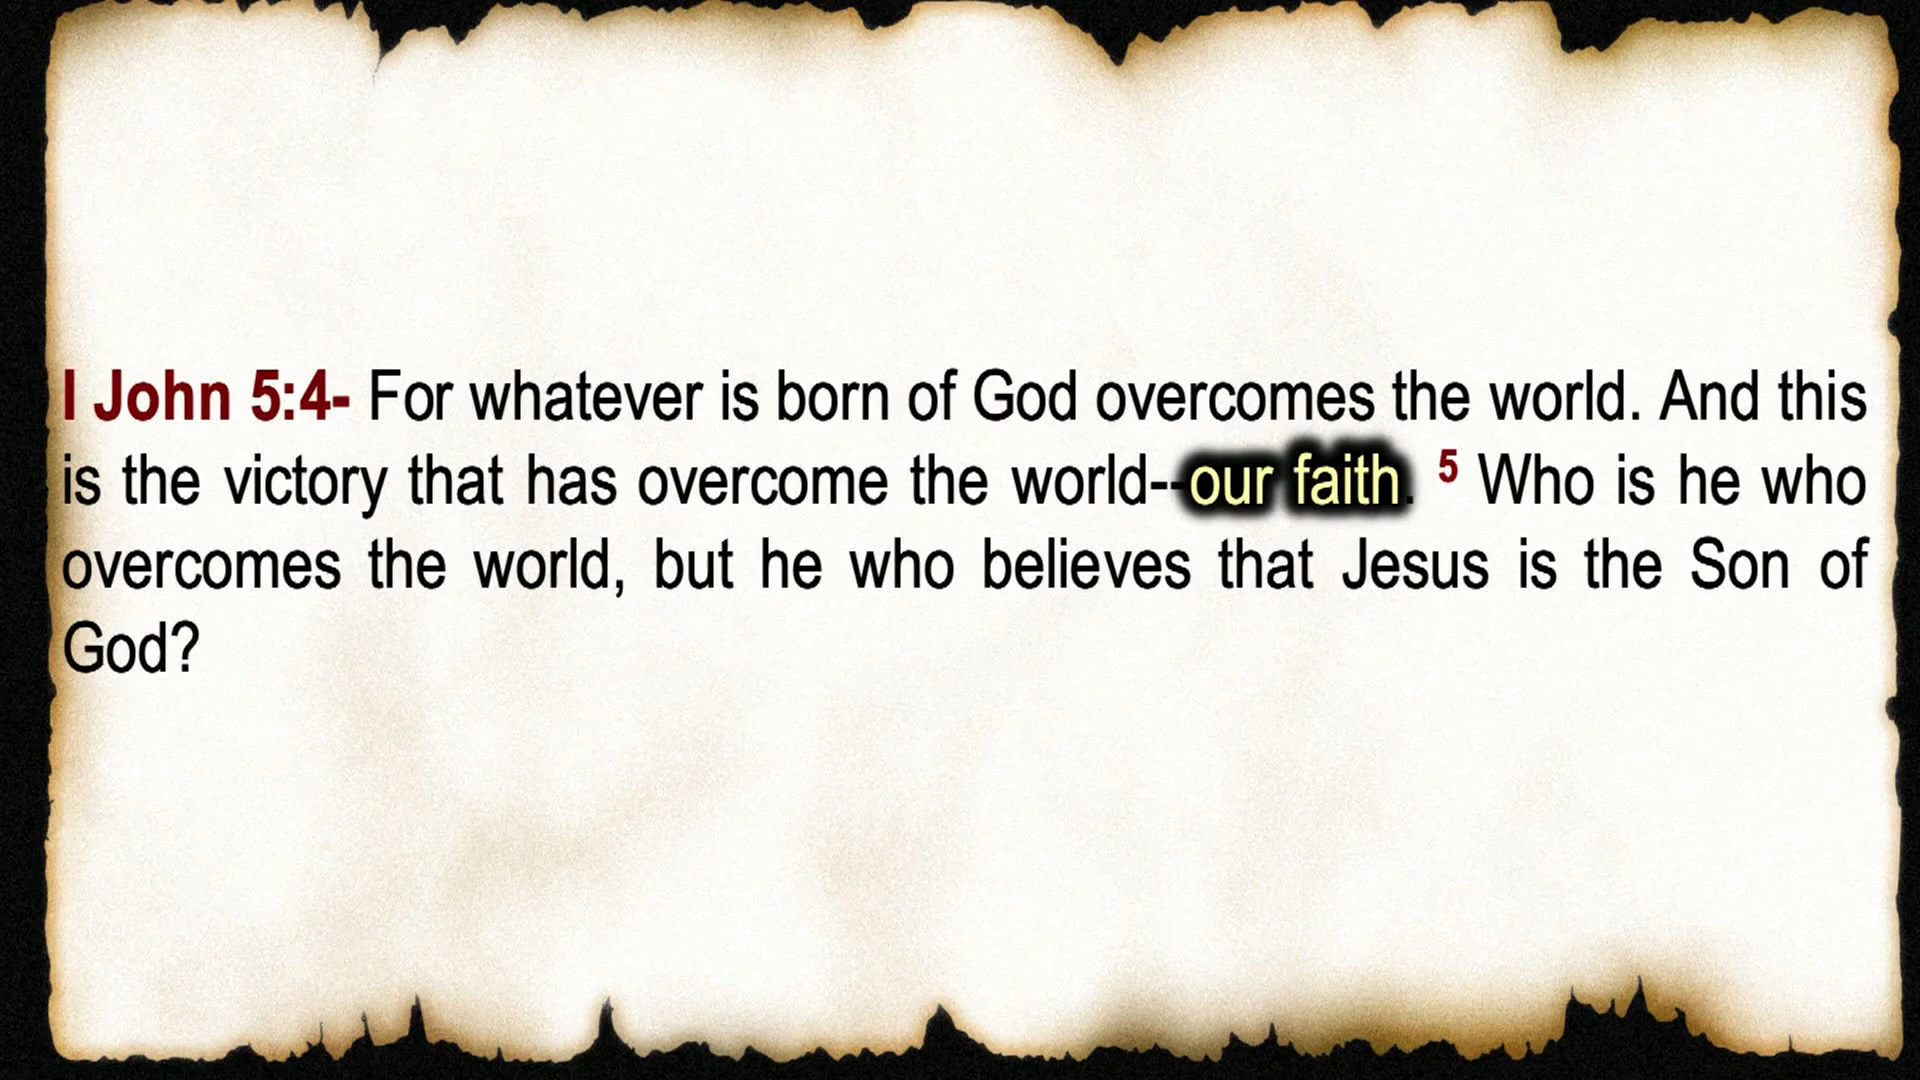 I John 5:4- For whatever is born of God overcomes the world. And this
is the victory that has overcome the world--our faith. 5 Who is he who
overcomes the world, but he who believes that Jesus is the Son of
God?